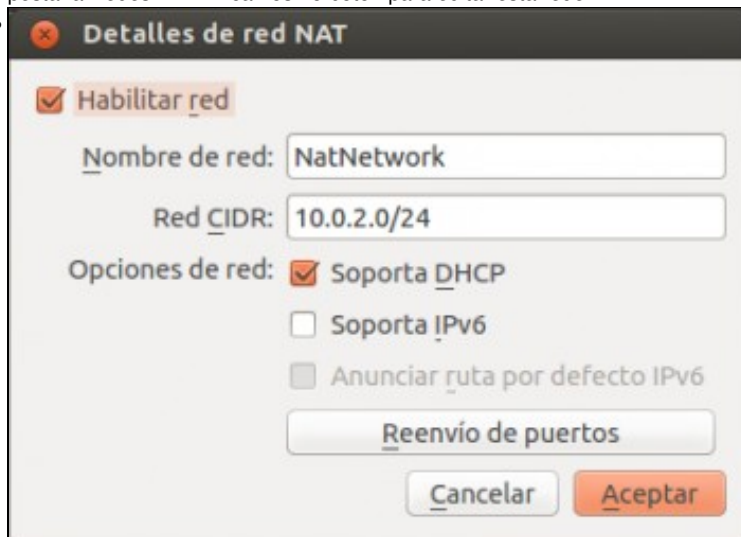 Detalles de red NAT
Habilitar red
Nombre de red: NatNetwork
Red CIDR: 10.0.2.0/24
Opciones de red: Soporta DHCP
Soporta IPv6
Anunciar ruta por defecto IPv6
Reenvío de puertos
Cancelar Aceptar